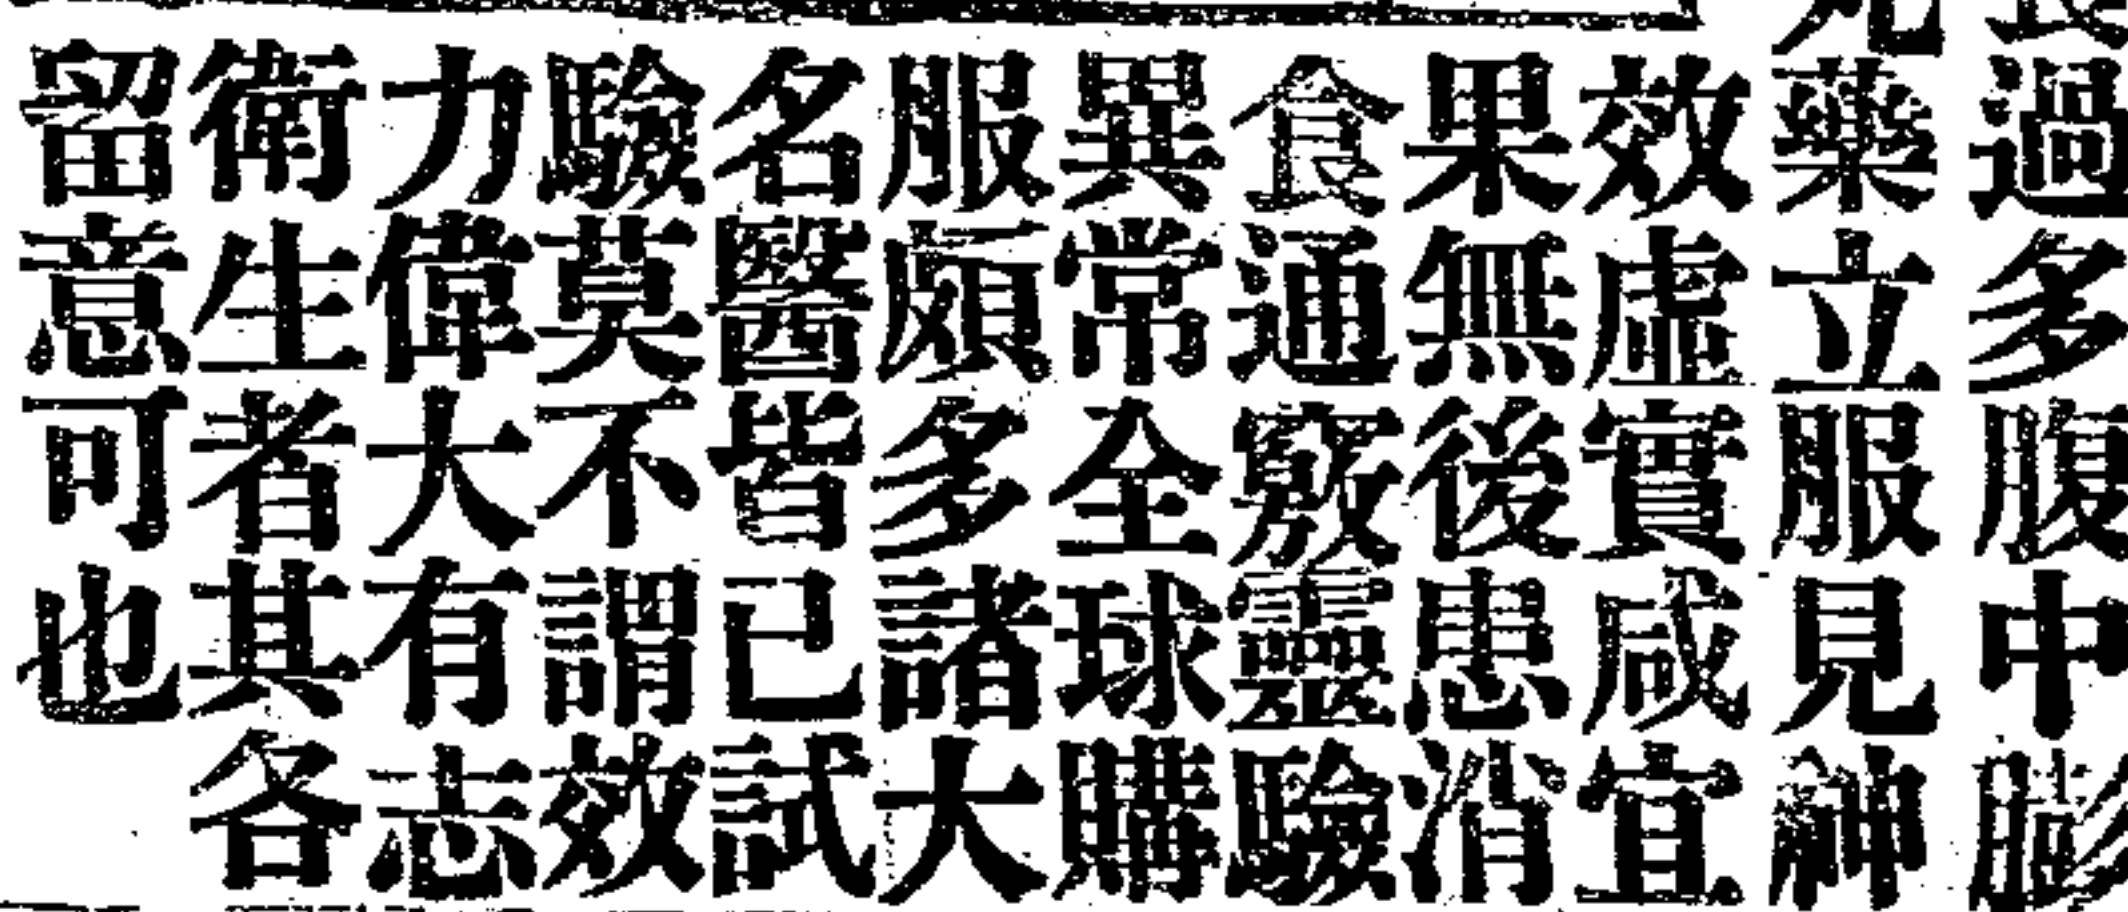 過多腹中膨
藥立服見神
效虛實咸宜
果無後患消
食通竅靈驗
異常全球購
服頗多諸大
名醫皆已試
驗莫不謂效
力偉大有志
衛生者其各
留意可也